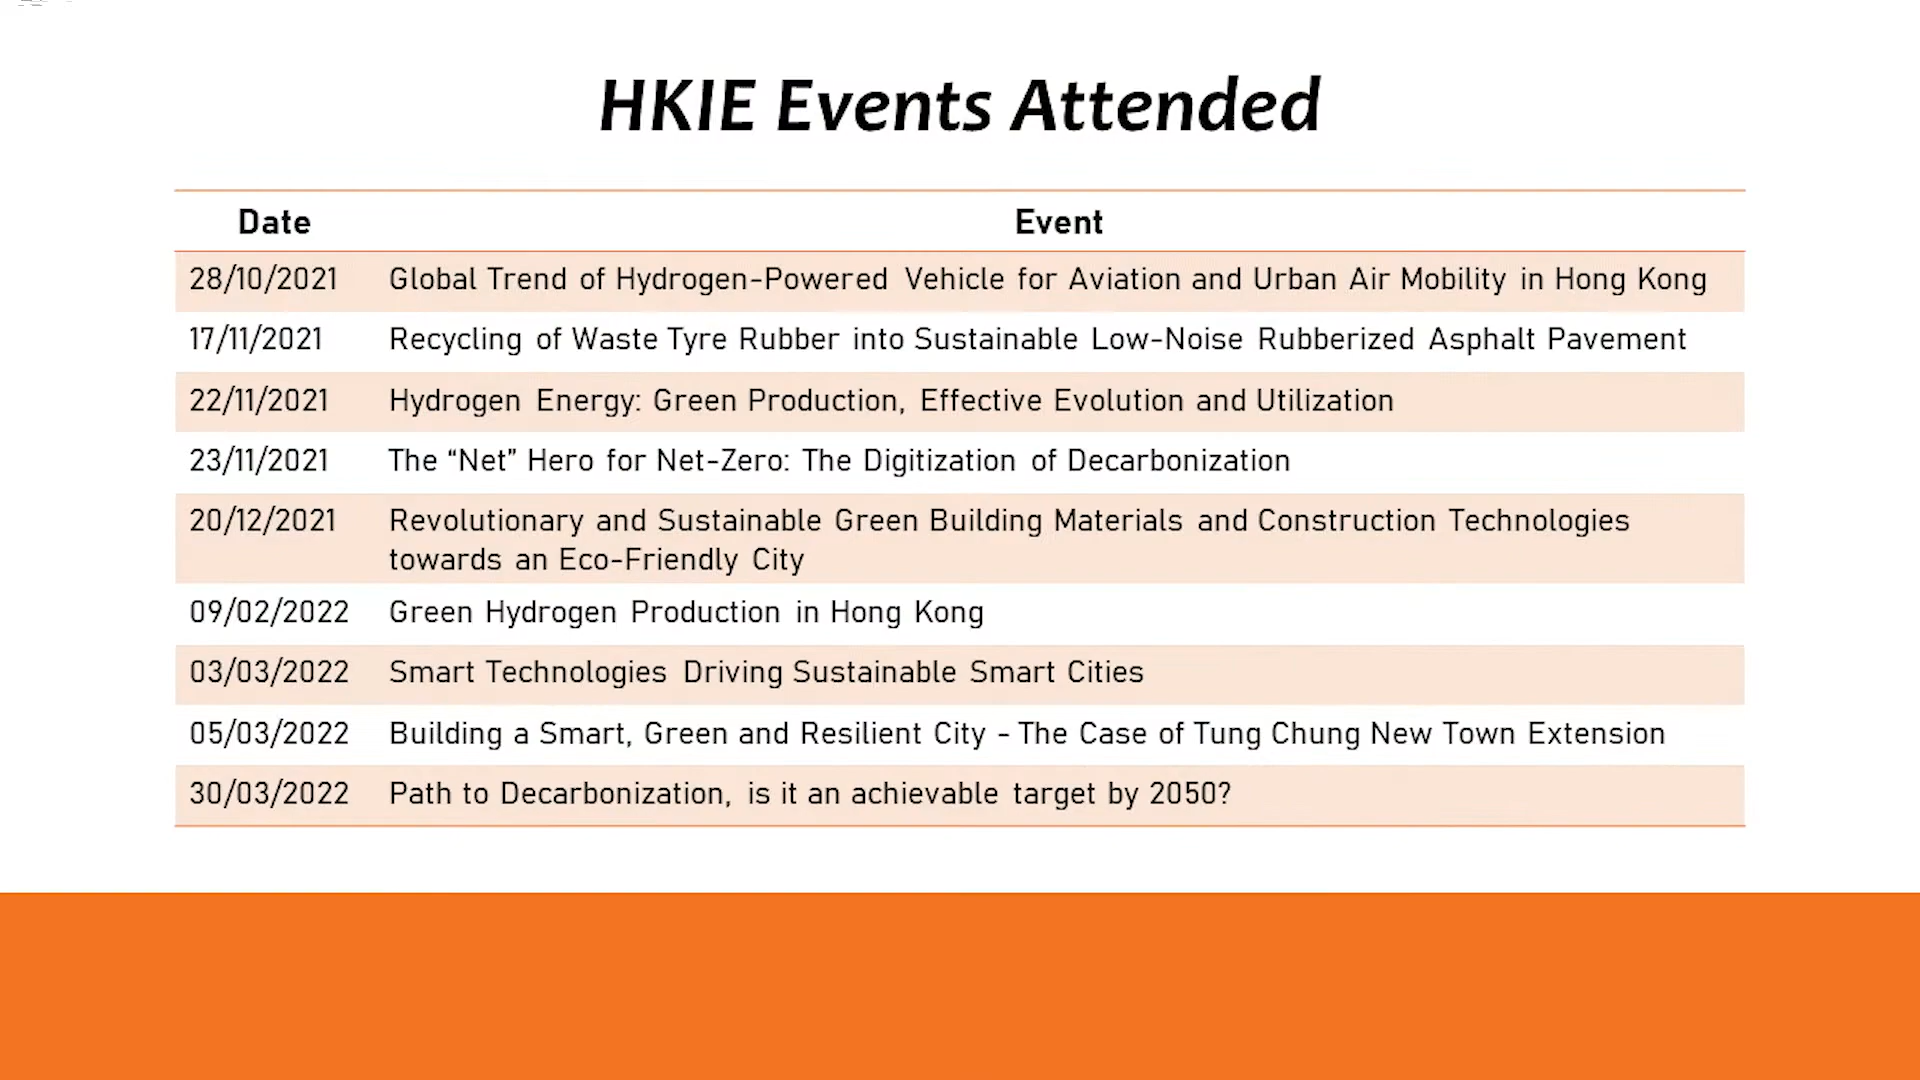 HKIE Events Attended
Date Event
28/10/2021 Global Trend of Hydrogen-Powered Vehicle for Aviation and Urban Air Mobility in Hong Kong
17/11/2021 Recycling of Waste Tyre Rubber into Sustainable Low-Noise Rubberized Asphalt Pavement
22/11/2021 Hydrogen Energy: Green Production, Effective Evolution and Utilization
23/11/2021 The “Net” Hero for Net-Zero: The Digitization of Decarbonization
20/12/2021 Revolutionary and Sustainable Green Building Materials and Construction Technologies
towards an Eco-Friendly City
09/02/2022 Green Hydrogen Production in Hong Kong
03/03/2022 Smart Technologies Driving Sustainable Smart Cities
05/03/2022 Building a Smart, Green and Resilient City - The Case of Tung Chung New Town Extension
30/03/2022 Path to Decarbonization, is it an achievable target by 2050?